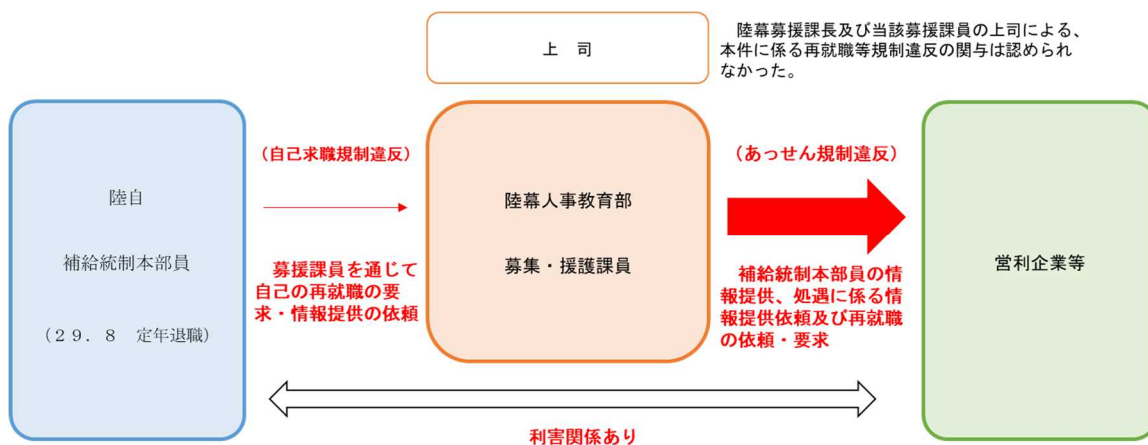 上　司
陸幕募援課長及び当該募援課員の上司による、
本件に係る再就職等規制違反の関与は認められ
なかった。
陸自
補給統制本部員
（２９．８　定年退職）
（自己求職規制違反）
募援課員を通じて
自己の再就職の要
求・情報提供の依頼
陸幕人事教育部
募集・援護課員
（あっせん規制違反）
補給統制本部員の情
報提供、処遇に係る情
報提供依頼及び再就職
の依頼・要求
営利企業等
利害関係あり